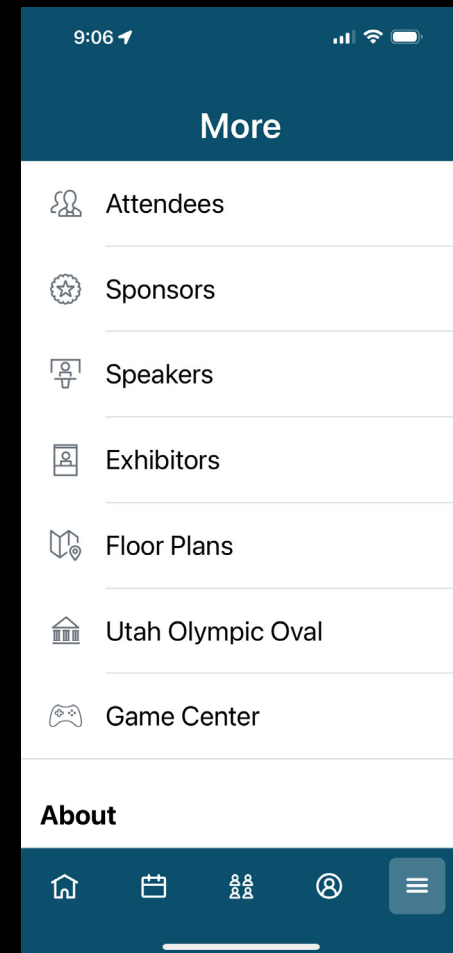 9:06
More
Attendees
Sponsors
Speakers
Exhibitors
Floor Plans
Utah Olympic Oval
Game Center
About